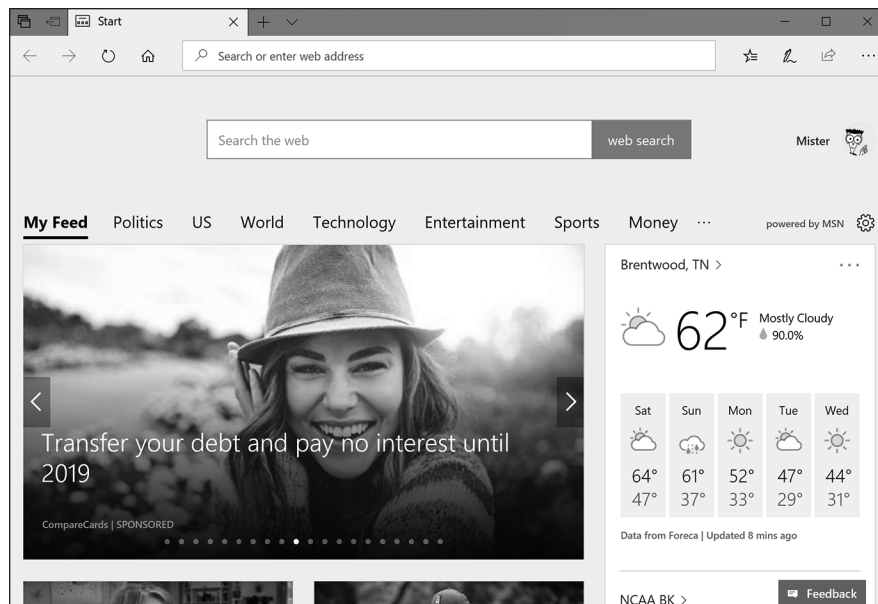 Start
Search or enter web address
Search the web
web search
Mister
My Feed
Politics
US
World
Technology
Entertainment
Sports
Money
powered by MSN
Transfer your debt and pay no interest until
2019
CompareCards | SPONSORED
Brentwood, TN >
62°F
Mostly Cloudy
90.0%
Sat Sun Mon Tue Wed
64° 61° 52° 47° 44°
47° 37° 33° 29° 31°
Data from Foreca | Updated 8 mins ago
NCAA BK >
Feedback